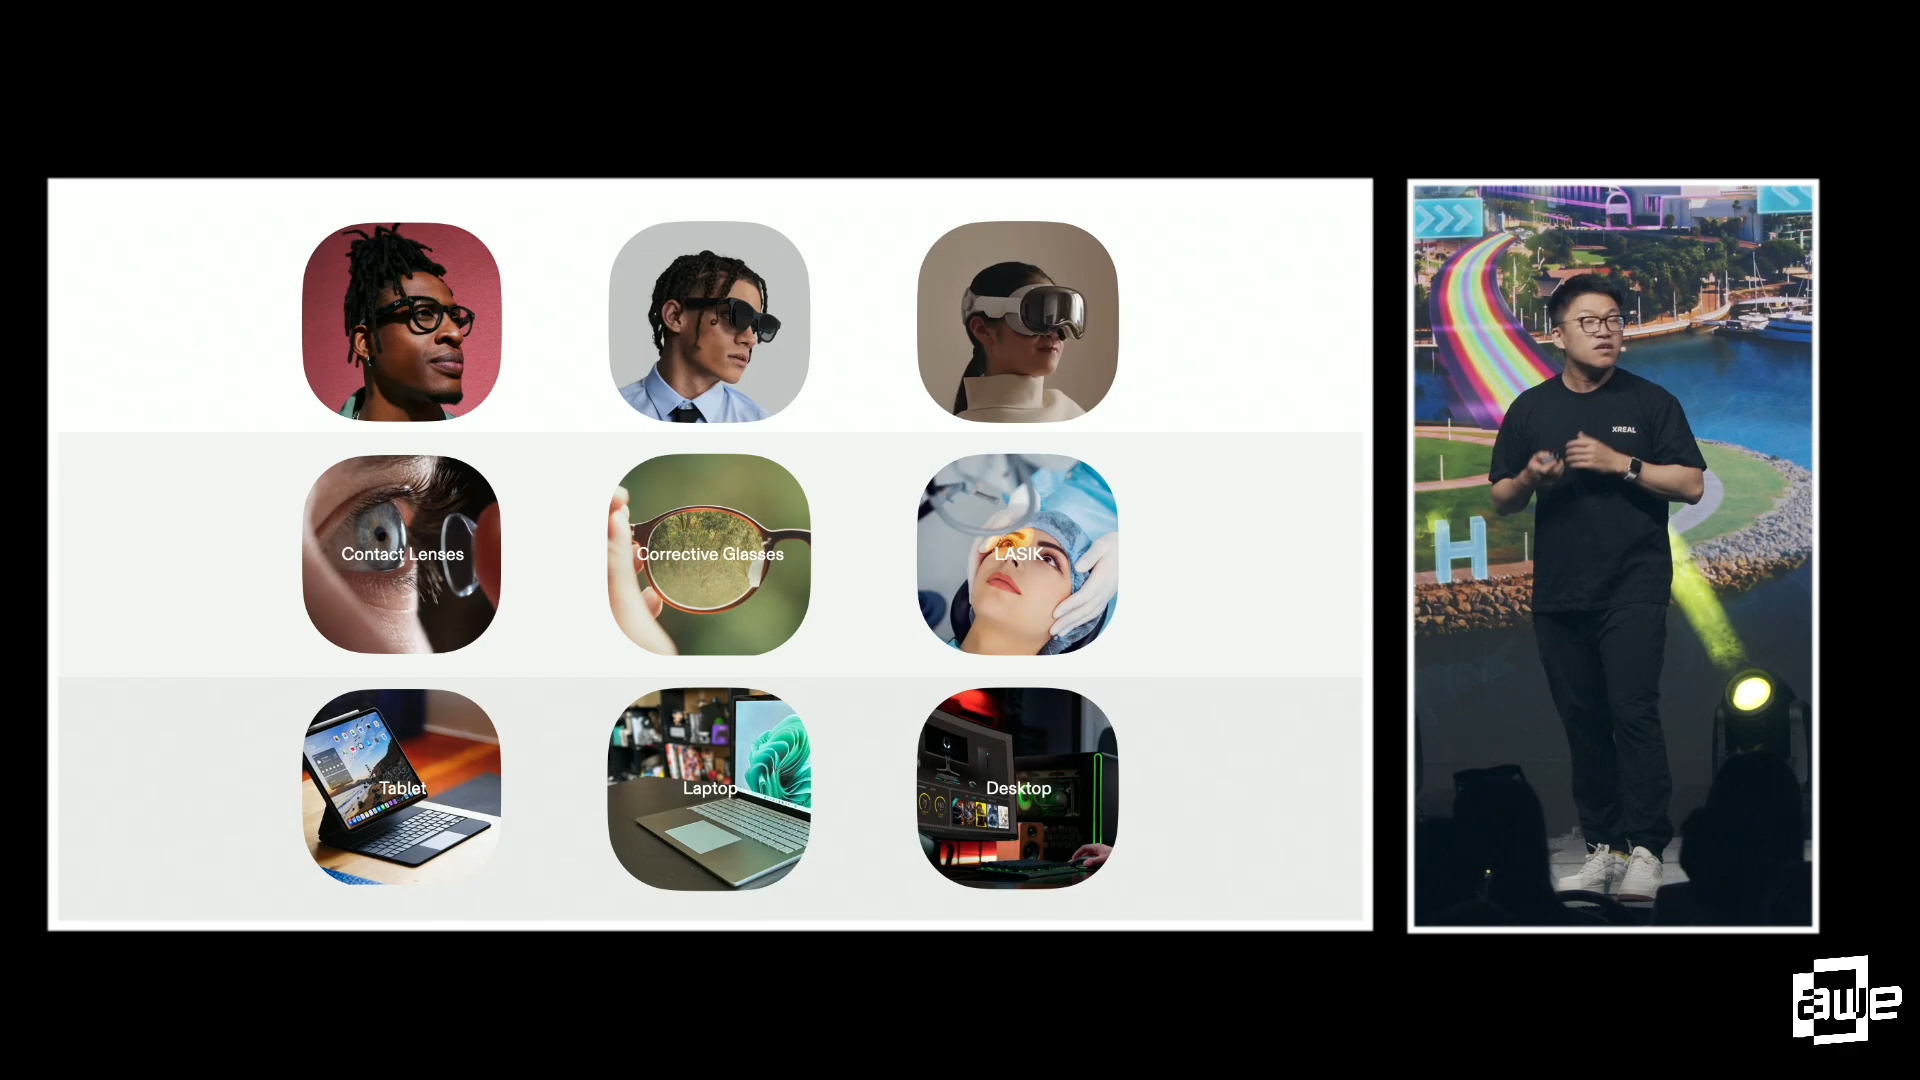 Contact Lenses
Corrective Glasses
LASIK
Tablet
Laptop
Desktop
XREAL
H
awe